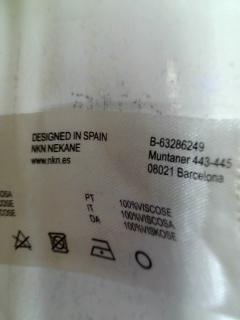 DESIGNED IN SPAIN
NKN NEKANE
www.nkn.es
B-63286249
Muntaner 443-445
08021 Barcelona
PT 100%VISCOSE
IT 100%VISCOSA
DA 100%VISKOSE